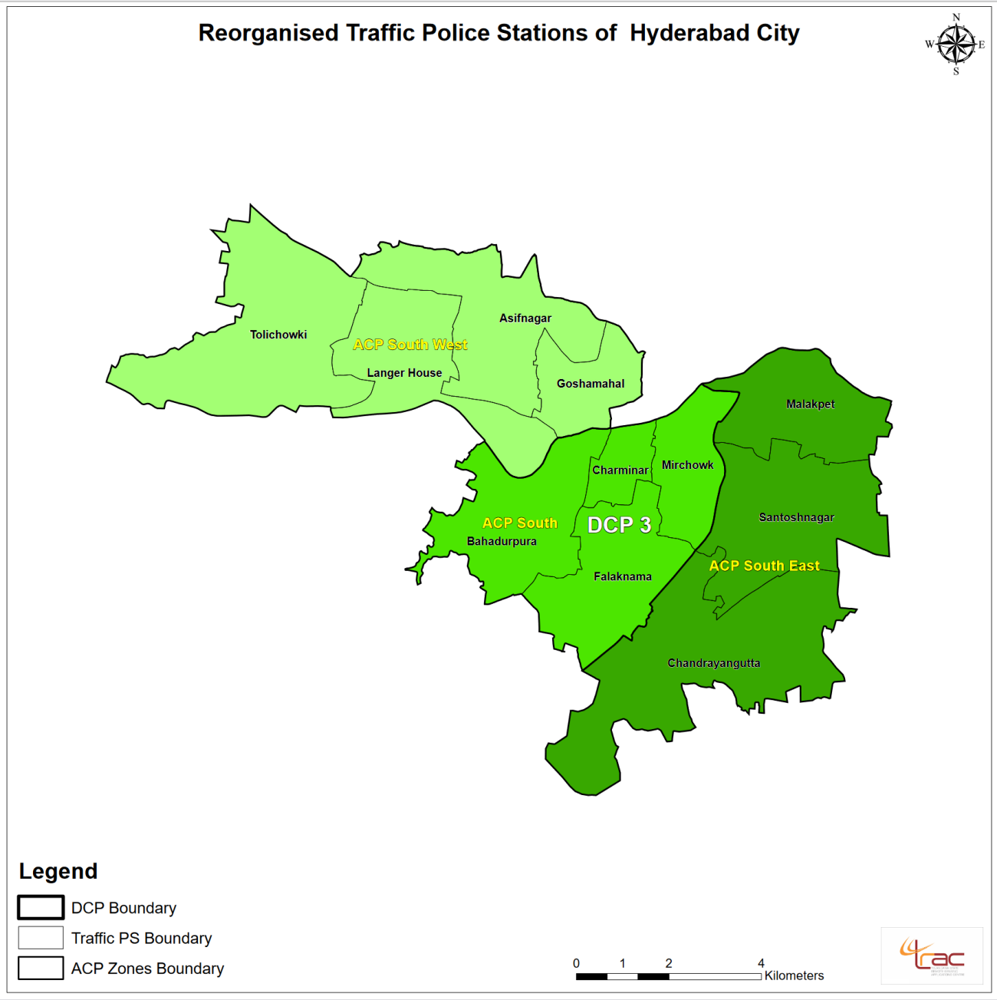 Reorganised Traffic Police Stations of Hyderabad City
N
W E
S
Asifnagar
Tolichowki
ACP South West
Langer House
Goshamahal
Malakpet
Mirchowk
Charminar
Santoshnagar
ACP South
DCP 3
Bahadurpura
ACP South East
Falaknama
Chandrayangutta
Legend
DCP Boundary
Traffic PS Boundary
ACP Zones Boundary
0 1 2 4
Kilometers
trac